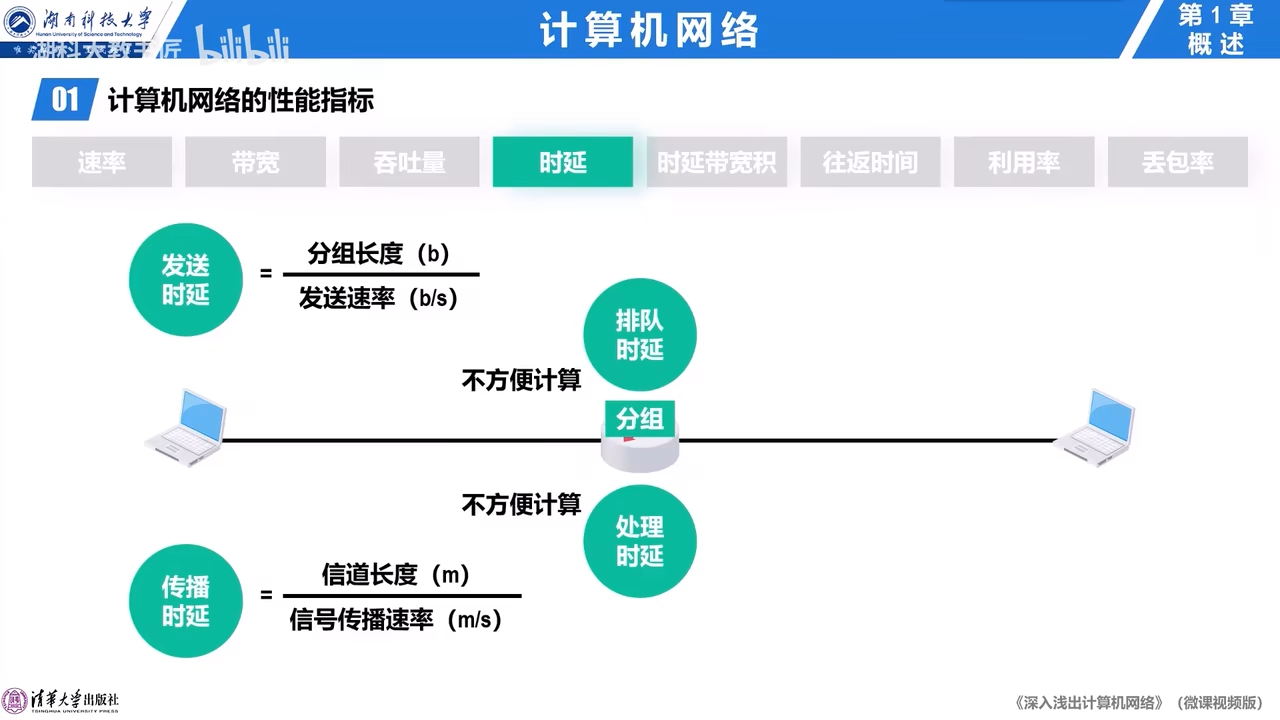 湖南科技大学
Hunan University of Science and Technology
湖科大教书匠
bilibili
计算机网络
第 1 章
概 述
01
计算机网络的性能指标
速率
带宽
吞吐量
时延
时延带宽积
往返时间
利用率
丢包率
发送
时延
=
分组长度（b）
发送速率（b/s）
排队
时延
不方便计算
分组
不方便计算
处理
时延
传播
时延
=
信道长度（m）
信号传播速率（m/s）
清华大学出版社
TSINGHUA UNIVERSITY PRESS
《深入浅出计算机网络》（微课视频版）